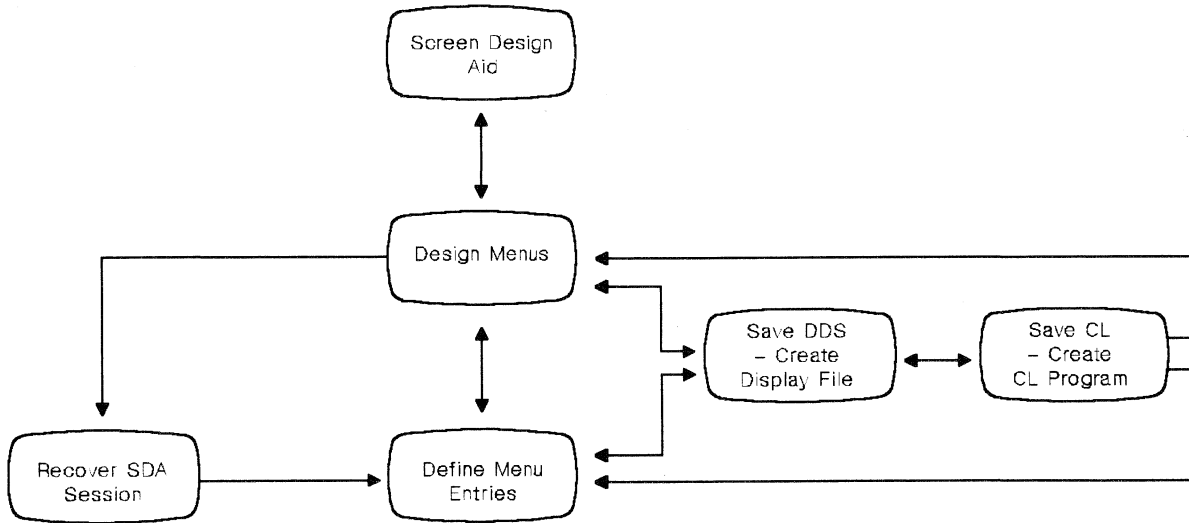 Screen Design
Aid
Design Menus
Save DDS
– Create
Display File
Save CL
– Create
CL Program
Recover SDA
Session
Define Menu
Entries